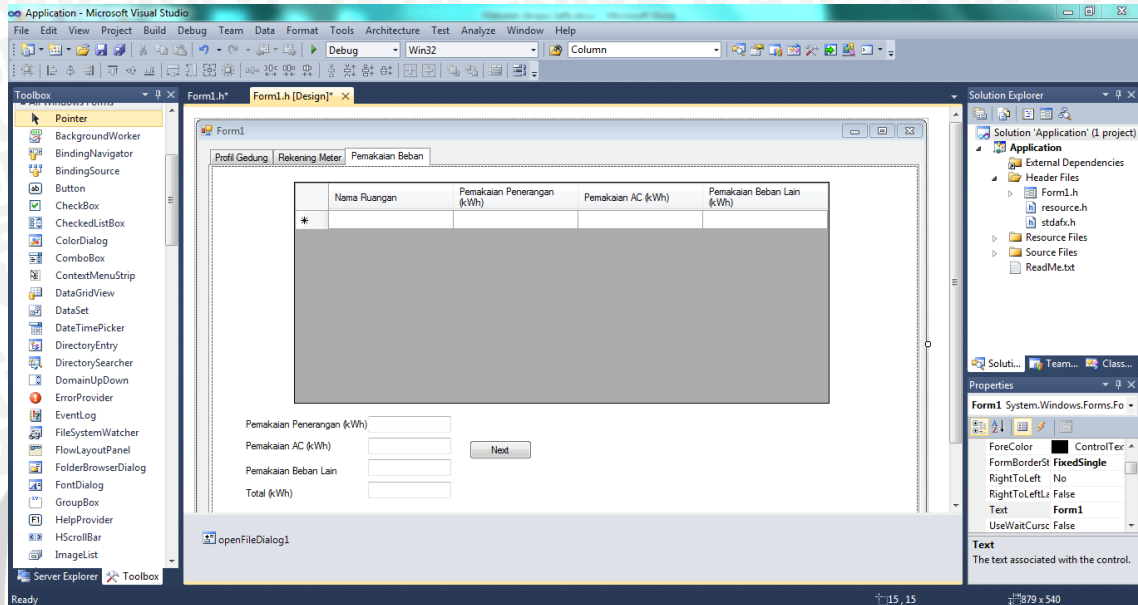 Application - Microsoft Visual Studio
File Edit View Project Build Debug Team Data Format Tools Architecture Test Analyze Window Help
Debug Win32 Column
Toolbox
Form1.h* Form1.h [Design]*
All Windows Forms
Pointer
BackgroundWorker
BindingNavigator
BindingSource
Button
CheckBox
CheckedListBox
ColorDialog
ComboBox
ContextMenuStrip
DataGridView
DataSet
DateTimePicker
DirectoryEntry
DirectorySearcher
DomainUpDown
ErrorProvider
EventLog
FileSystemWatcher
FlowLayoutPanel
FolderBrowserDialog
FontDialog
GroupBox
HelpProvider
HScrollBar
ImageList
Server Explorer Toolbox
Form1
Profil Gedung Rekening Meter Pemakaian Beban
Nama Ruangan Pemakaian Penerangan (kWh) Pemakaian AC (kWh) Pemakaian Beban Lain (kWh)
Pemakaian Penerangan (kWh)
Pemakaian AC (kWh)
Next
Pemakaian Beban Lain
Total (kWh)
openFileDialog1
Solution Explorer
Solution 'Application' (1 project)
Application
External Dependencies
Header Files
Form1.h
resource.h
stdafx.h
Resource Files
Source Files
ReadMe.txt
Soluti... Team... Class...
Properties
Form1 System.Windows.Forms.Fo
ForeColor ControlTex
FormBorderSt FixedSingle
RightToLeft No
RightToLeftLa False
Text Form1
UseWaitCursc False
Text
The text associated with the control.
Ready 15 , 15 879 x 540